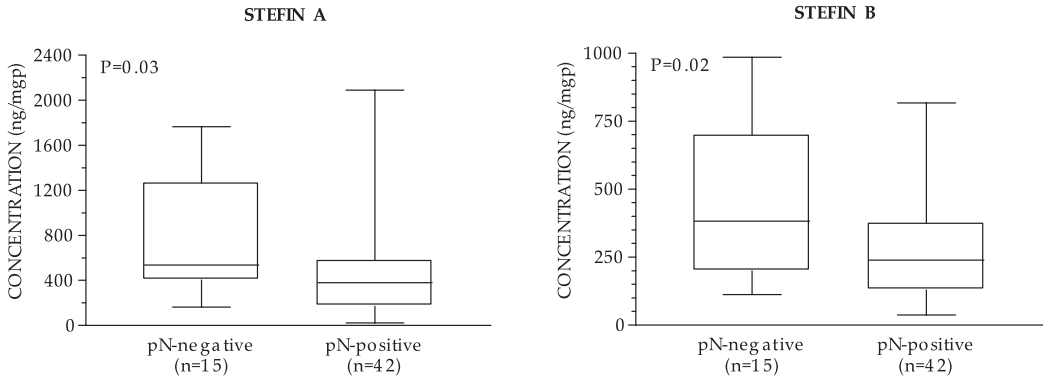 STEFIN A
P=0.03
CONCENTRATION (ng/mgp)
2400
2000
1600
1200
800
400
0
pN-negative
(n=15)
pN-positive
(n=42)
STEFIN B
P=0.02
CONCENTRATION (ng/mgp)
1000
750
500
250
0
pN-negative
(n=15)
pN-positive
(n=42)